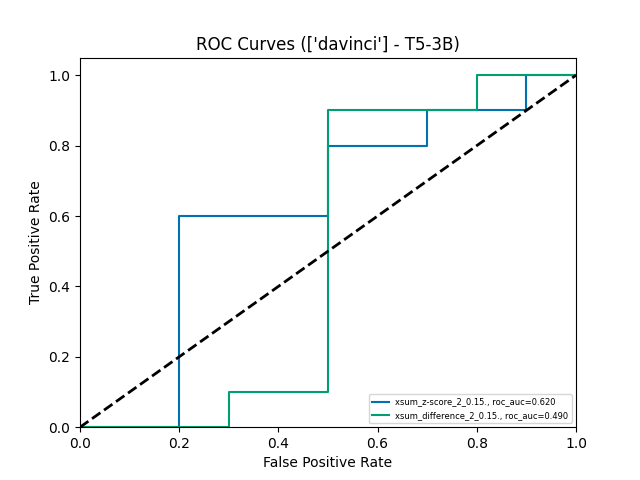 ROC Curves (['davinci'] - T5-3B)
True Positive Rate
1.0
0.8
0.6
0.4
0.2
0.0
0.0 0.2 0.4 0.6 0.8 1.0
False Positive Rate
xsum_z-score_2_0.15., roc_auc=0.620
xsum_difference_2_0.15., roc_auc=0.490